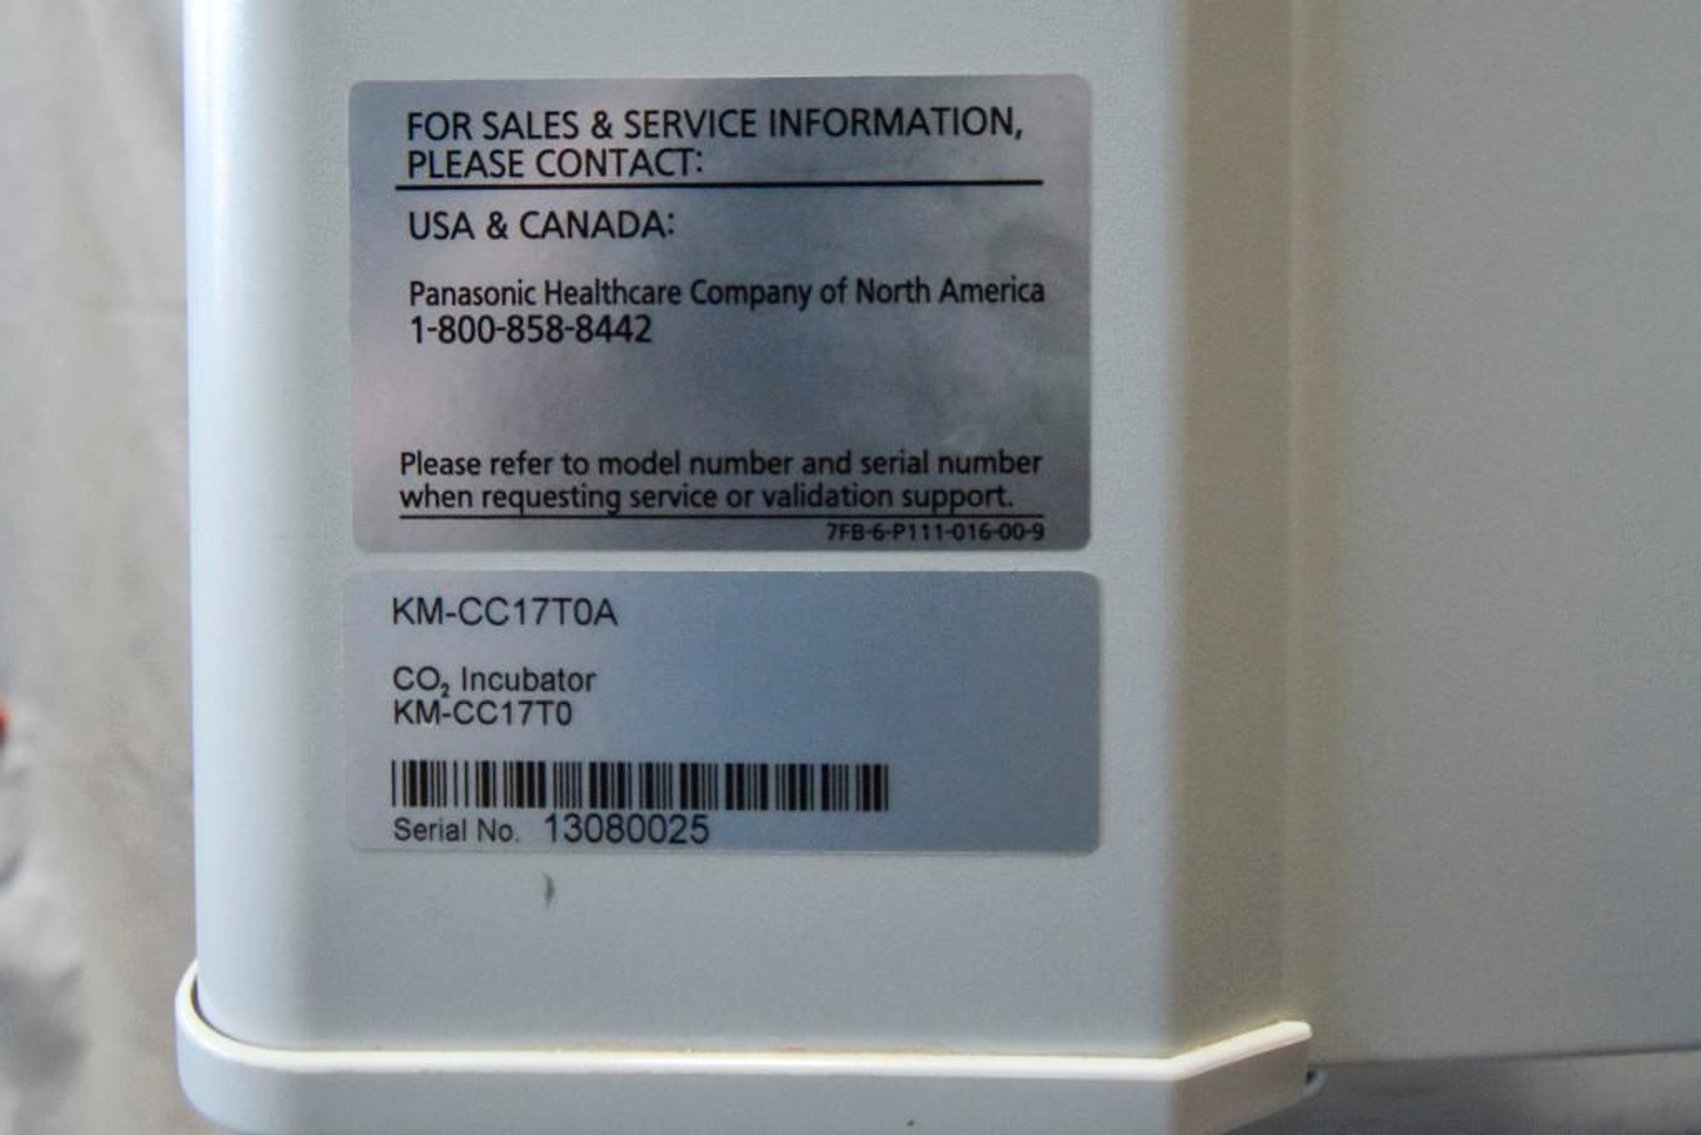 FOR SALES & SERVICE INFORMATION,
PLEASE CONTACT:
USA & CANADA:
Panasonic Healthcare Company of North America
1-800-858-8442
Please refer to model number and serial number
when requesting service or validation support.
7FB-6-P111-016-00-9
KM-CC17T0A
CO₂ Incubator
KM-CC17T0
Serial No. 13080025